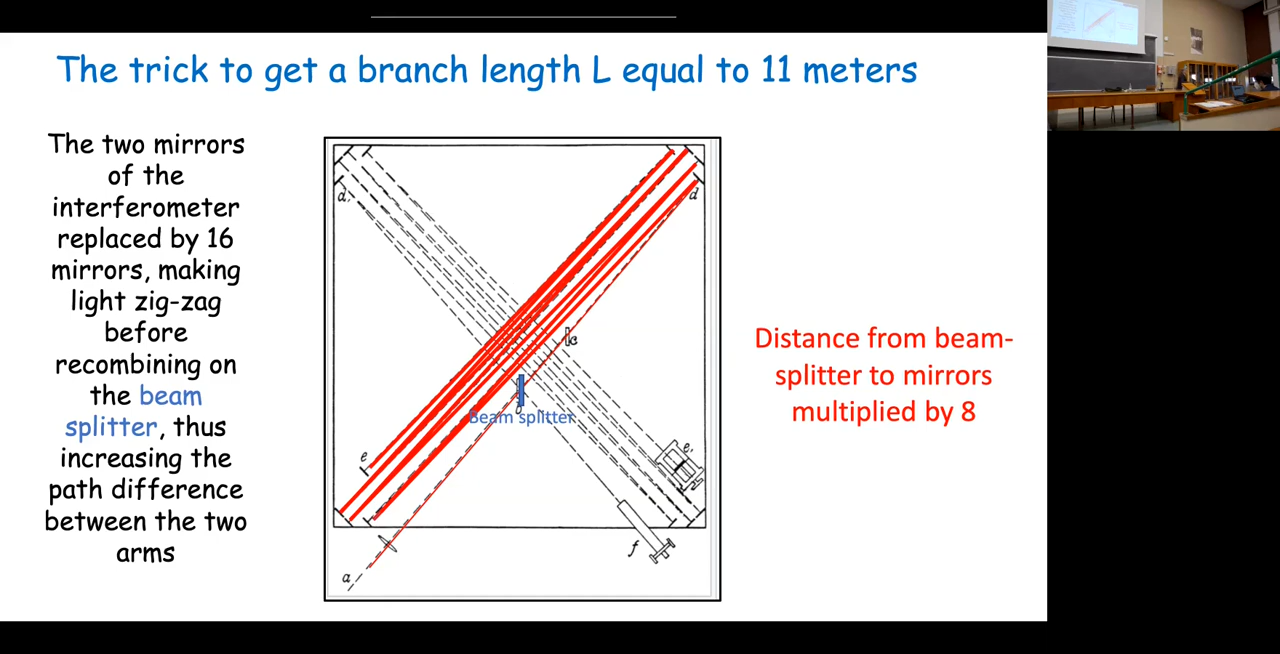 The trick to get a branch length L equal to 11 meters
The two mirrors
of the
interferometer
replaced by 16
mirrors, making
light zig-zag
before
recombining on
the beam
splitter, thus
increasing the
path difference
between the two
arms
d,
d
c
b
Beam splitter
e
e,
f
a
Distance from beam-
splitter to mirrors
multiplied by 8